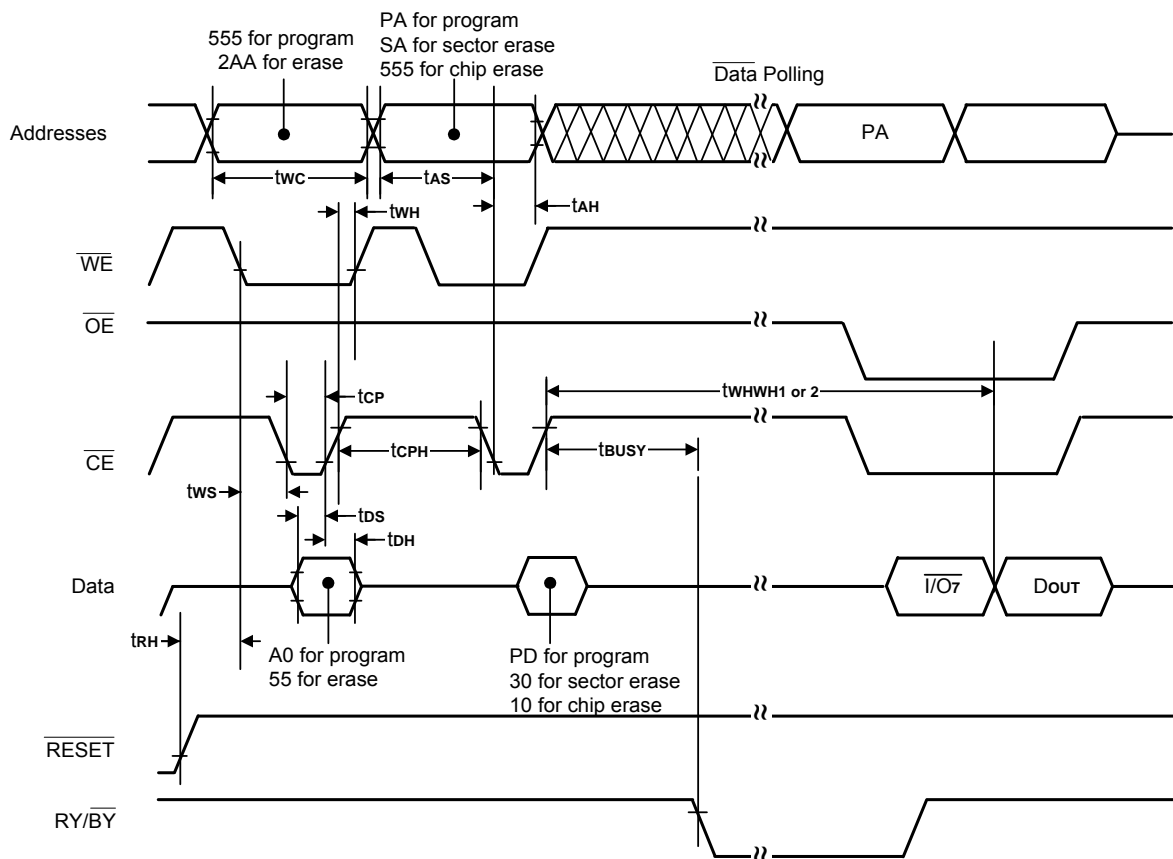 555 for program
2AA for erase
PA for program
SA for sector erase
555 for chip erase
Data Polling
Addresses
PA
tWC
tAS
tAH
tWH
WE
OE
tWHWH1 or 2
tCP
CE
tCPH
tBUSY
tWS
tDS
tDH
Data
I/O7
DOUT
tRH
A0 for program
55 for erase
PD for program
30 for sector erase
10 for chip erase
RESET
RY/BY